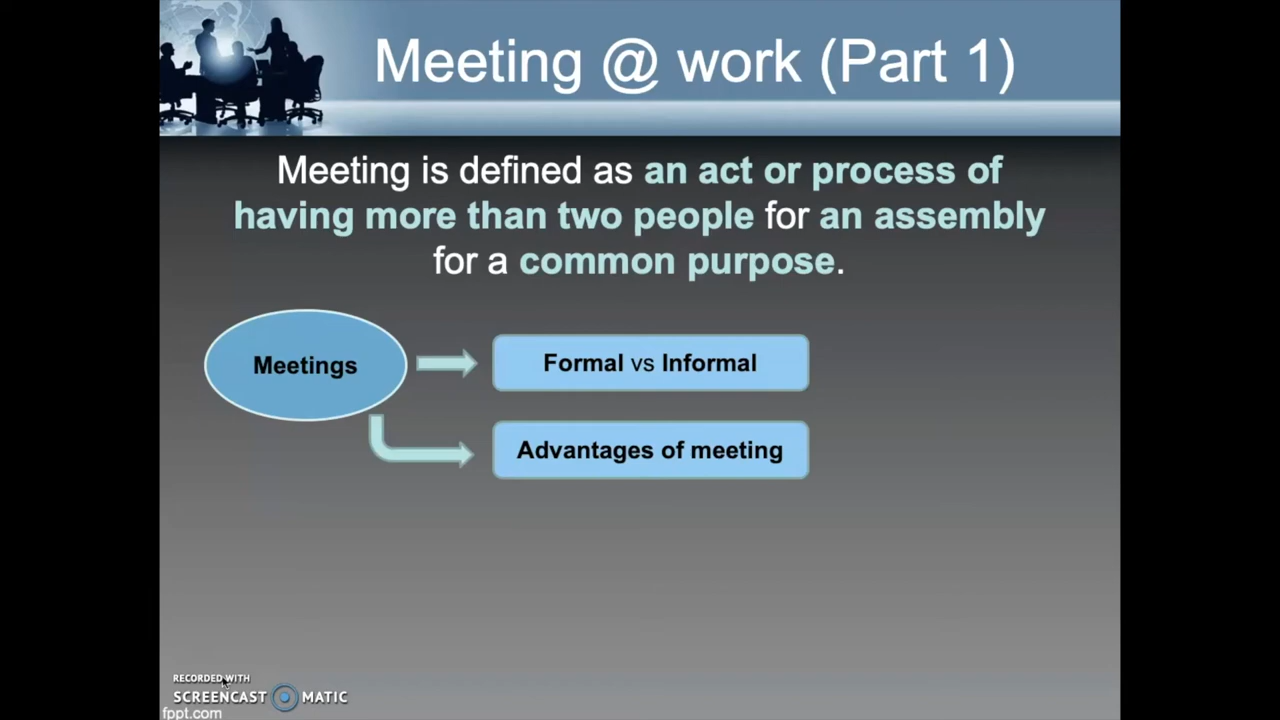 Meeting @ work (Part 1)
Meeting is defined as an act or process of
having more than two people for an assembly
for a common purpose.
Meetings
Formal vs Informal
Advantages of meeting
RECORDED WITH
SCREENCAST MATIC
fppt.com